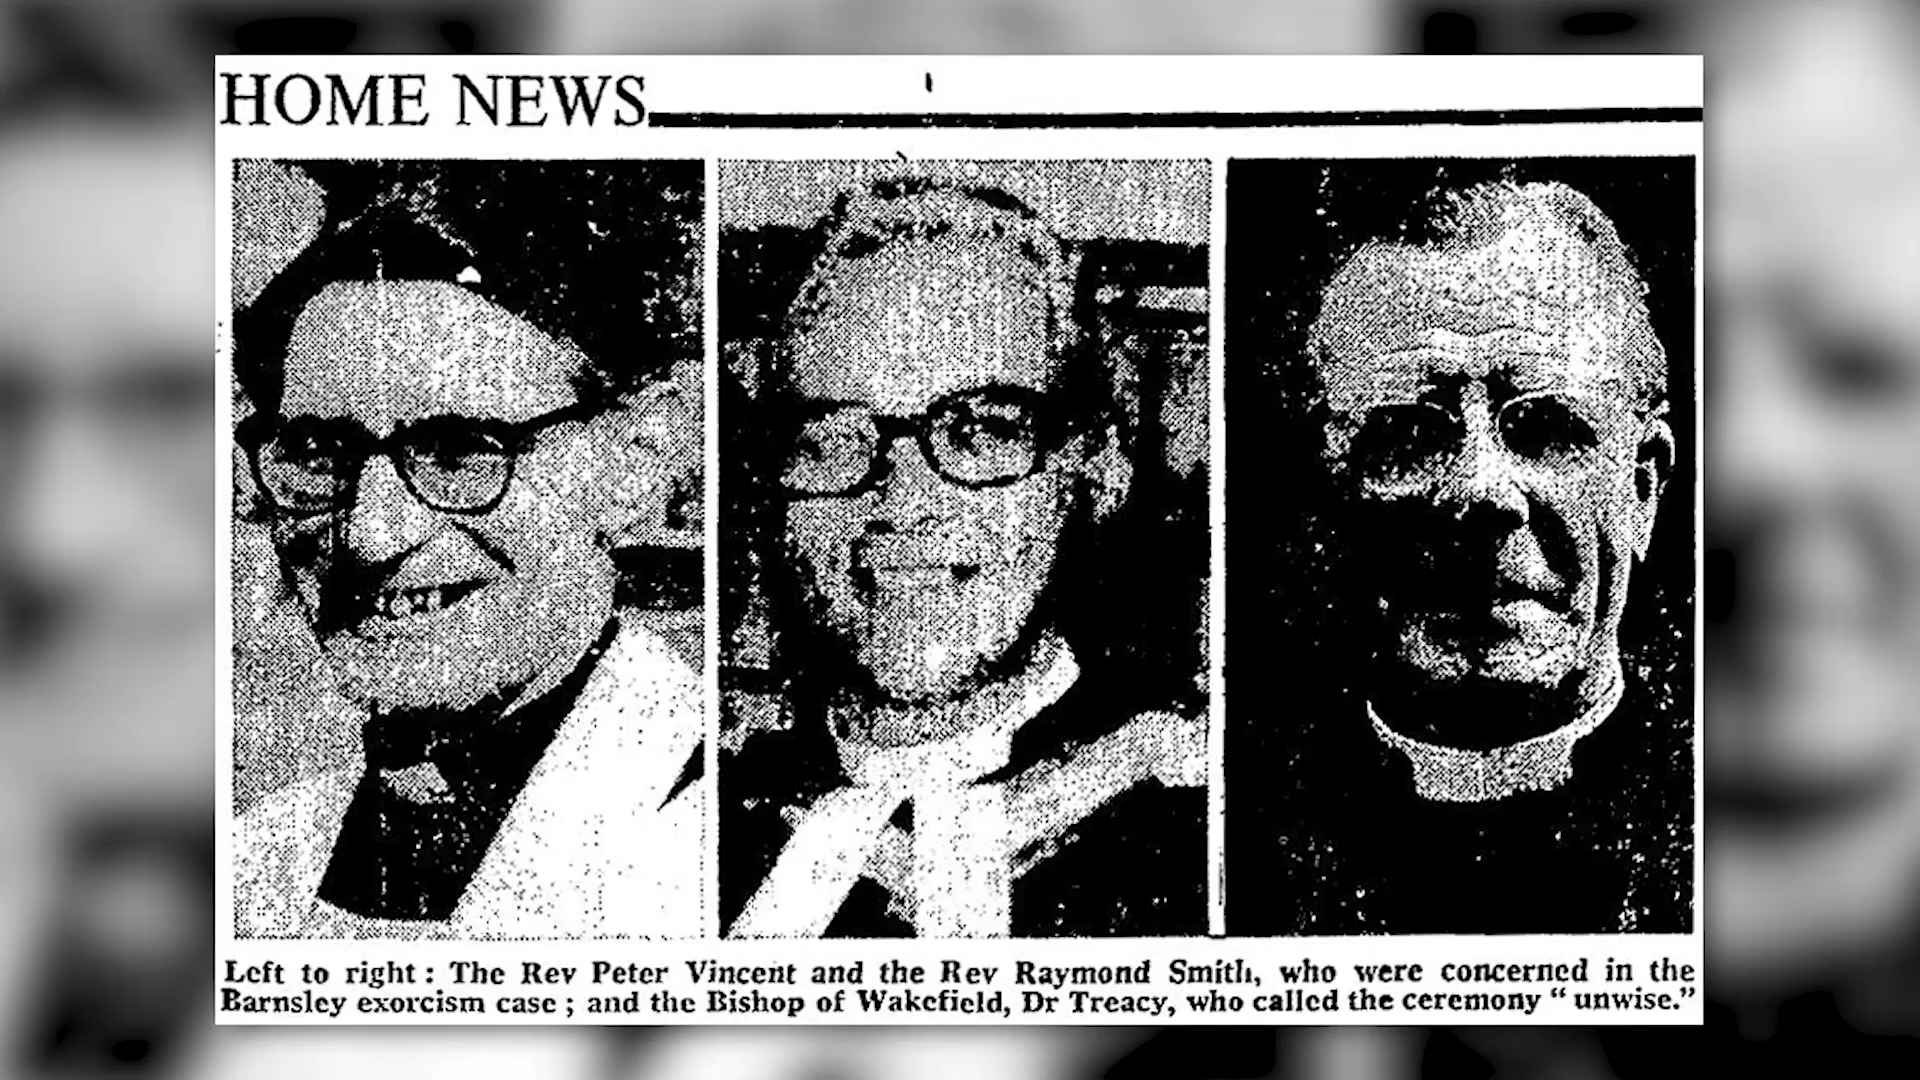 HOME NEWS
Left to right : The Rev Peter Vincent and the Rev Raymond Smith, who were concerned in the
Barnsley exorcism case ; and the Bishop of Wakefield, Dr Treacy, who called the ceremony “ unwise.”